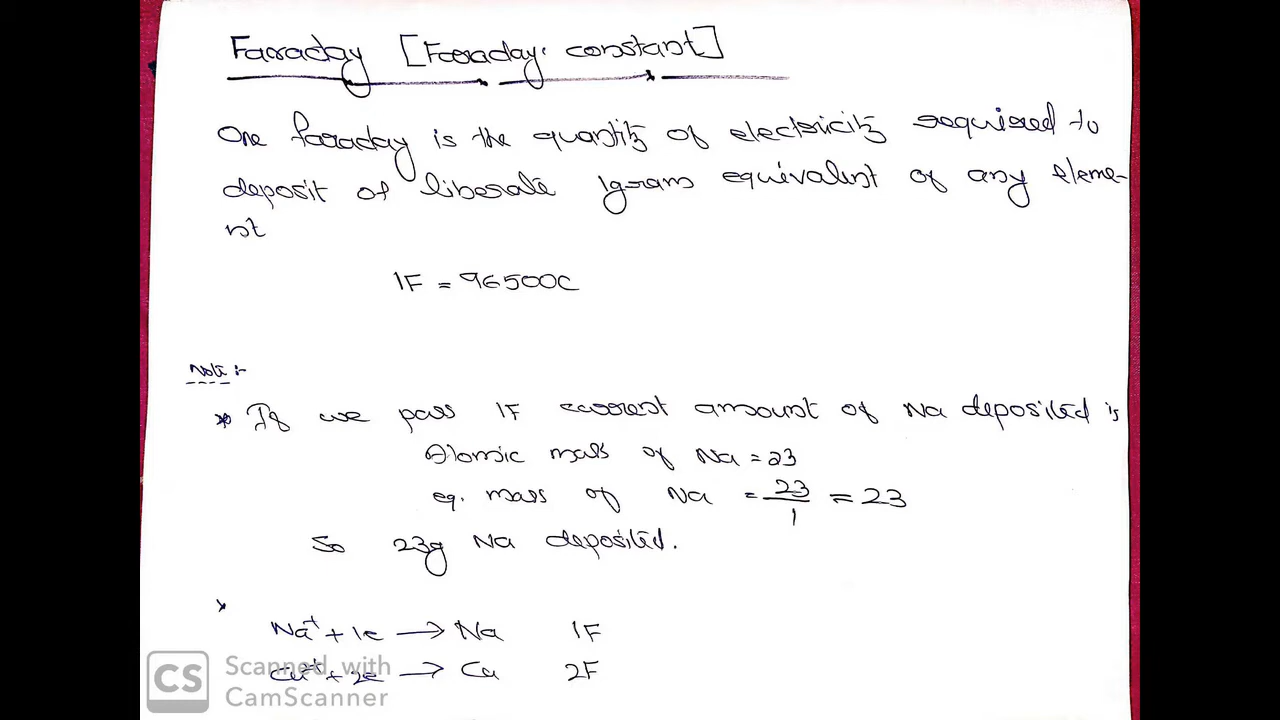 Faraday [Faraday constant]
One faraday is the quantity of electricity required to
deposit of liberate 1gram equivalent of any eleme-
nt
1F = 96500C
Note :-
* If we pass 1F current amount of Na deposited is
Atomic mass of Na = 23
eq. mass of Na = 23/1 = 23
So 23g Na deposited.
*
Na⁺ + 1e → Na 1F
+ 2e → Cu 2F
CS Scanned with
CamScanner